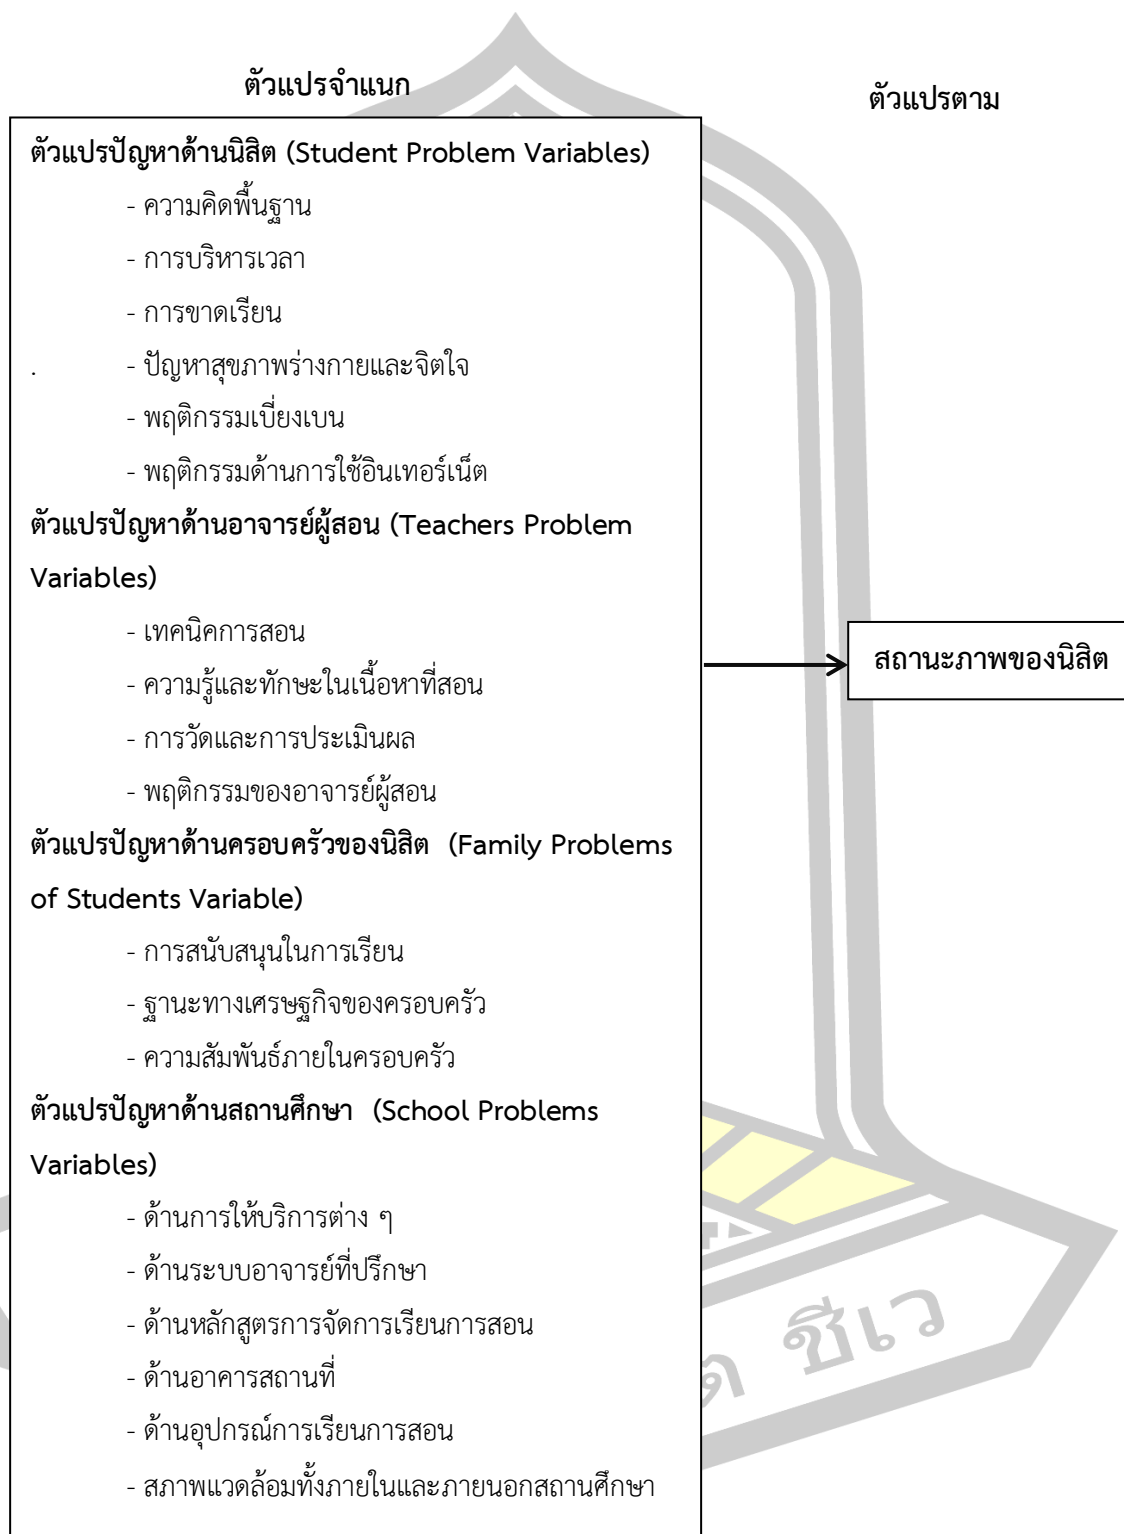 ตัวแปรจำแนก
ตัวแปรตาม
ตัวแปรปัญหาด้านนิสิต (Student Problem Variables)
- ความคิดพื้นฐาน
- การบริหารเวลา
- การขาดเรียน
. - ปัญหาสุขภาพร่างกายและจิตใจ
- พฤติกรรมเบี่ยงเบน
- พฤติกรรมด้านการใช้อินเทอร์เน็ต
ตัวแปรปัญหาด้านอาจารย์ผู้สอน (Teachers Problem
Variables)
- เทคนิคการสอน
- ความรู้และทักษะในเนื้อหาที่สอน
- การวัดและการประเมินผล
- พฤติกรรมของอาจารย์ผู้สอน
ตัวแปรปัญหาด้านครอบครัวของนิสิต (Family Problems
of Students Variable)
- การสนับสนุนในการเรียน
- ฐานะทางเศรษฐกิจของครอบครัว
- ความสัมพันธ์ภายในครอบครัว
ตัวแปรปัญหาด้านสถานศึกษา (School Problems
Variables)
- ด้านการให้บริการต่าง ๆ
- ด้านระบบอาจารย์ที่ปรึกษา
- ด้านหลักสูตรการจัดการเรียนการสอน
- ด้านอาคารสถานที่
- ด้านอุปกรณ์การเรียนการสอน
- สภาพแวดล้อมทั้งภายในและภายนอกสถานศึกษา
สถานะภาพของนิสิต
ชีเว